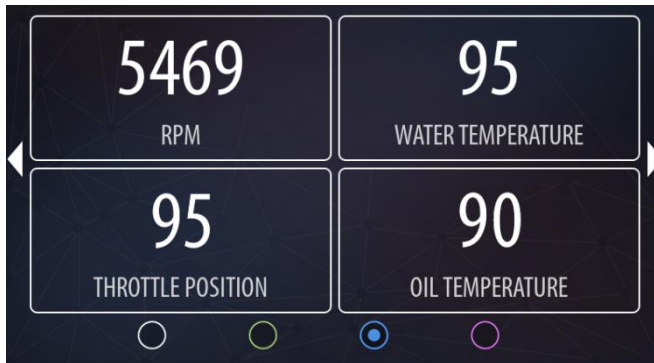 5469
RPM
95
WATER TEMPERATURE
95
THROTTLE POSITION
90
OIL TEMPERATURE